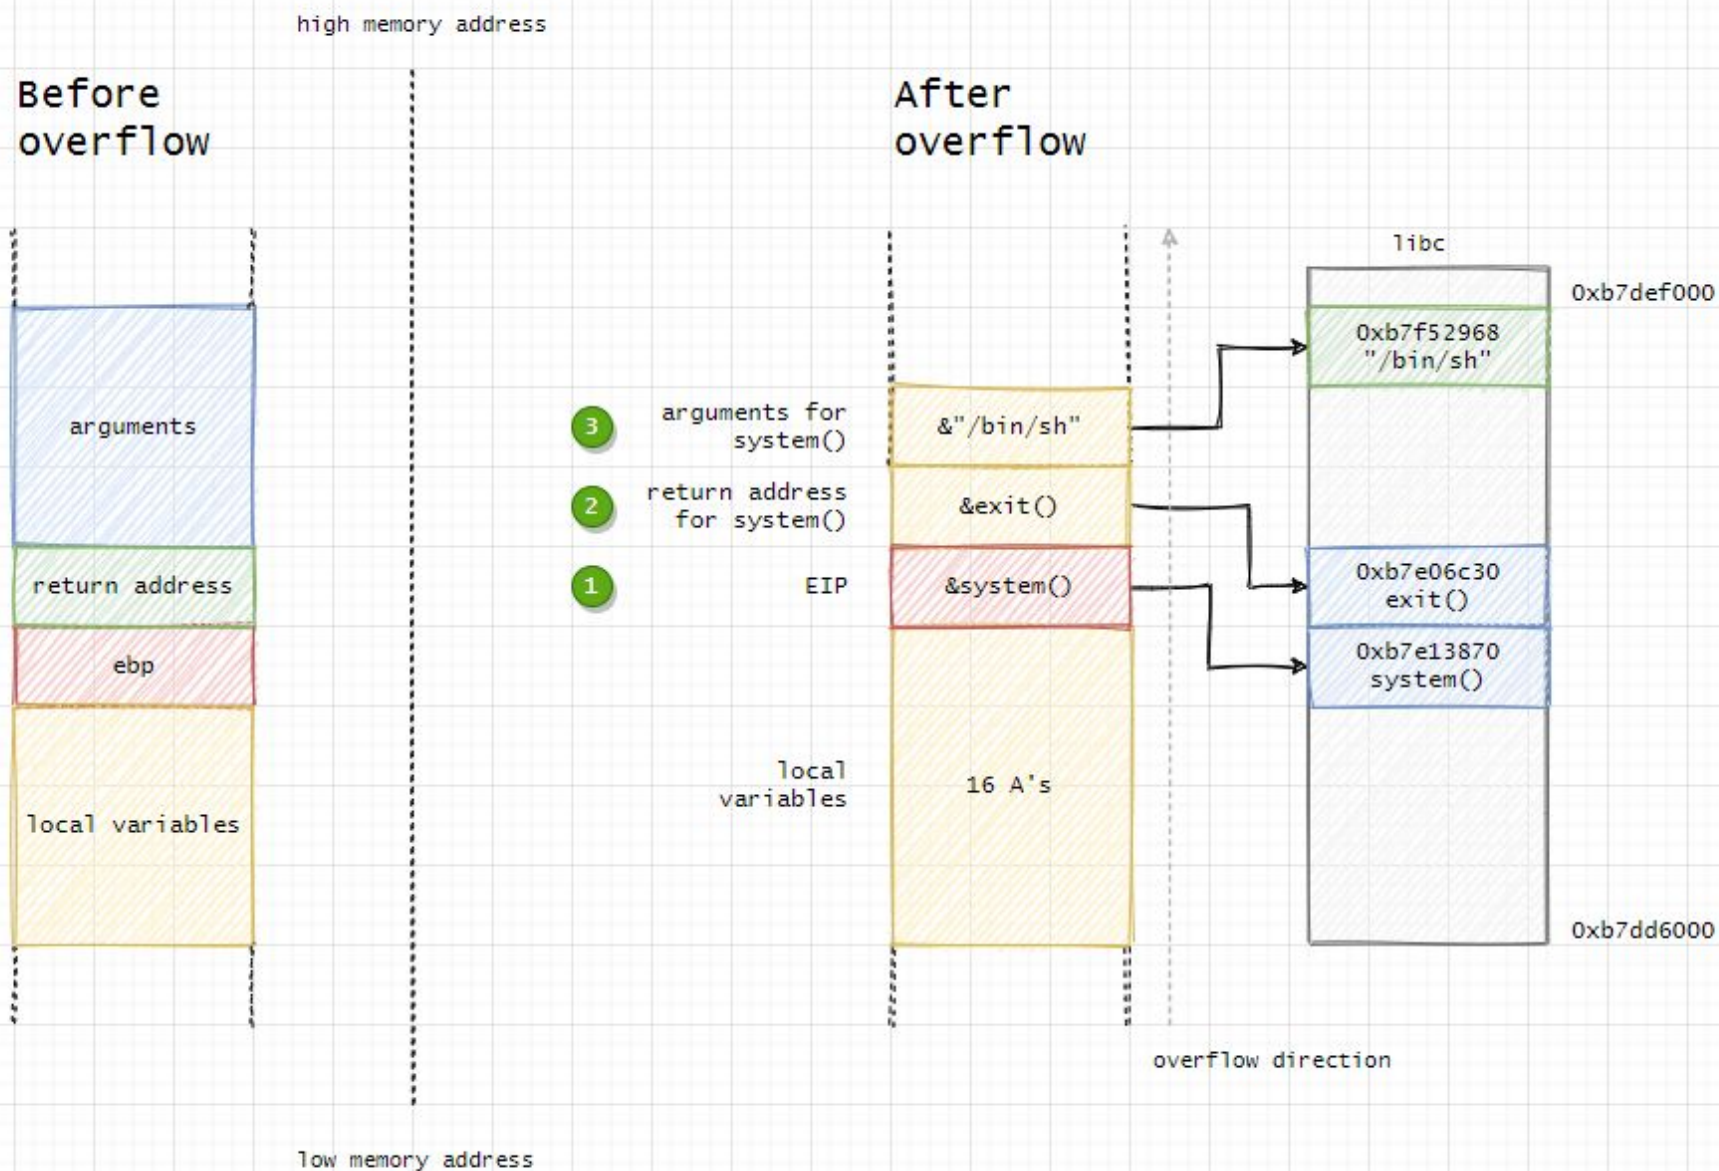 high memory address
Before
overflow
After
overflow
libc
0xb7def000
0xb7f52968
"/bin/sh"
arguments
3
arguments for
system()
&"/bin/sh"
2
return address
for system()
&exit()
return address
1
EIP
&system()
0xb7e06c30
exit()
ebp
0xb7e13870
system()
local
variables
16 A's
local variables
0xb7dd6000
overflow direction
low memory address